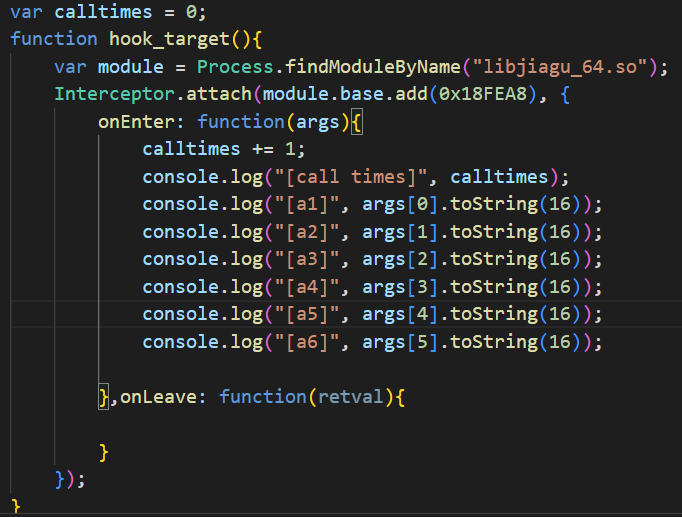 var calltimes = 0;
function hook_target(){
    var module = Process.findModuleByName("libjiagu_64.so");
    Interceptor.attach(module.base.add(0x18FEA8), {
        onEnter: function(args){
            calltimes += 1;
            console.log("[call times]", calltimes);
            console.log("[a1]", args[0].toString(16));
            console.log("[a2]", args[1].toString(16));
            console.log("[a3]", args[2].toString(16));
            console.log("[a4]", args[3].toString(16));
            console.log("[a5]", args[4].toString(16));
            console.log("[a6]", args[5].toString(16));
        },onLeave: function(retval){
        }
    });
}